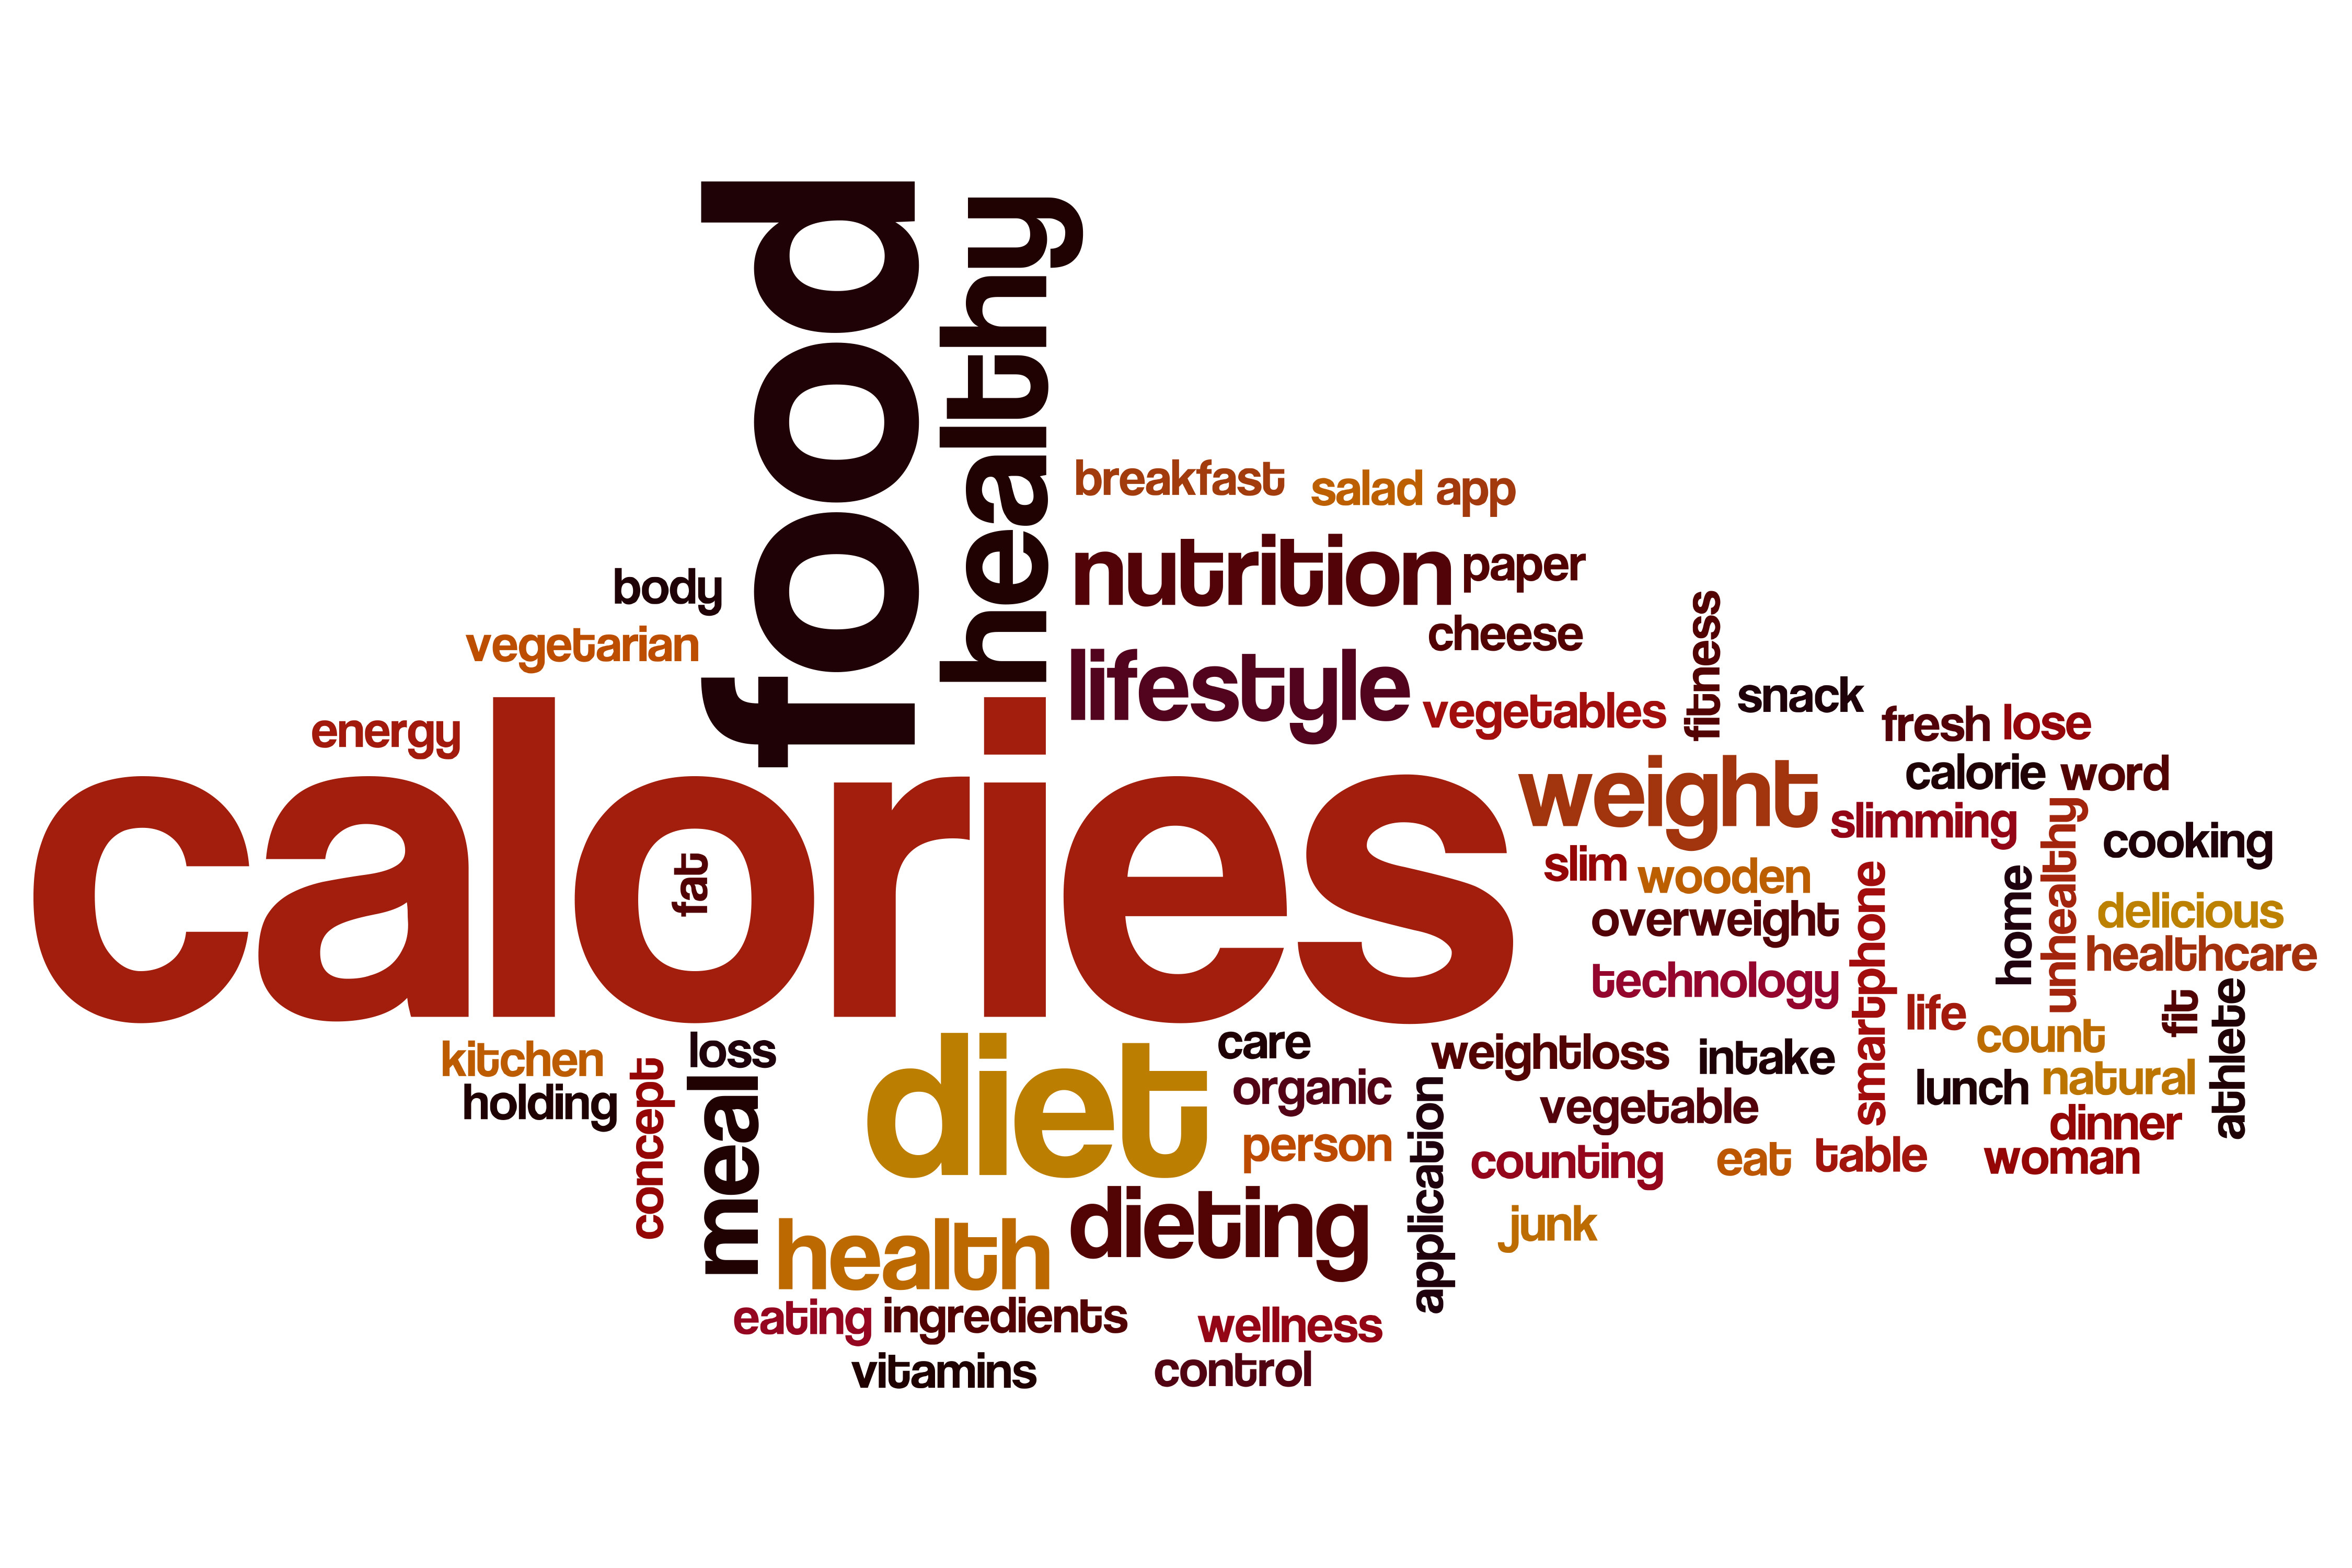 food
healthy
breakfast
salad
app
nutrition
paper
body
cheese
vegetarian
lifestyle
fitness
vegetables
snack
energy
fresh
lose
calories
weight
calorie
word
slimming
unhealthy
cooking
fat
slim
wooden
overweight
smartphone
home
delicious
healthcare
technology
life
fit
athlete
kitchen
loss
diet
care
weightloss
intake
count
holding
concept
meal
organic
application
vegetable
lunch
natural
person
counting
eat
table
dinner
woman
health
dieting
junk
eating
ingredients
wellness
vitamins
control